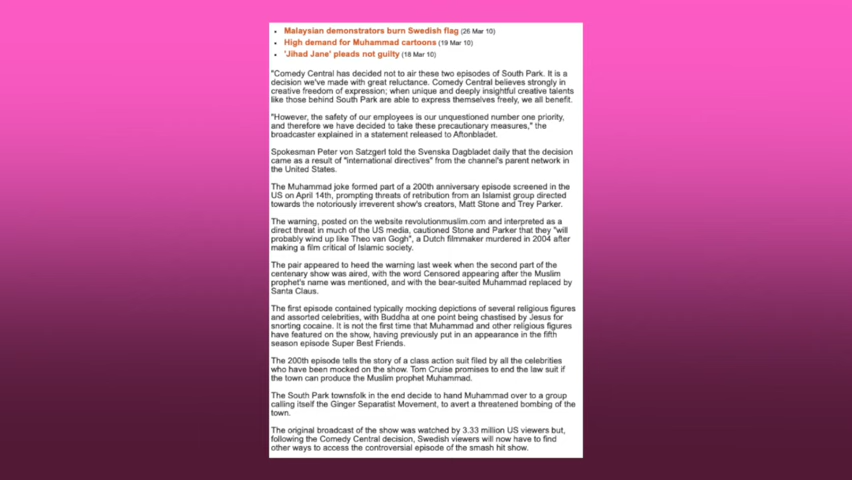 Malaysian demonstrators burn Swedish flag (26 Mar 10)
High demand for Muhammad cartoons (19 Mar 10)
'Jihad Jane' pleads not guilty (18 Mar 10)
"Comedy Central has decided not to air these two episodes of South Park. It is a
decision we've made with great reluctance. Comedy Central believes strongly in
creative freedom of expression; when unique and deeply insightful creative talents
like those behind South Park are able to express themselves freely, we all benefit.
"However, the safety of our employees is our unquestioned number one priority,
and therefore we have decided to take these precautionary measures," the
broadcaster explained in a statement released to Aftonbladet.
Spokesman Peter von Satzgerl told the Svenska Dagbladet daily that the decision
came as a result of "international directives" from the channel's parent network in
the United States.
The Muhammad joke formed part of a 200th anniversary episode screened in the
US on April 14th, prompting threats of retribution from an Islamist group directed
towards the notoriously irreverent show's creators, Matt Stone and Trey Parker.
The warning, posted on the website revolutionmuslim.com and interpreted as a
direct threat in much of the US media, cautioned Stone and Parker that they "will
probably wind up like Theo van Gogh", a Dutch filmmaker murdered in 2004 after
making a film critical of Islamic society.
The pair appeared to heed the warning last week when the second part of the
centenary show was aired, with the word Censored appearing after the Muslim
prophet's name was mentioned, and with the bear-suited Muhammad replaced by
Santa Claus.
The first episode contained typically mocking depictions of several religious figures
and assorted celebrities, with Buddha at one point being chastised by Jesus for
snorting cocaine. It is not the first time that Muhammad and other religious figures
have featured on the show, having previously put in an appearance in the fifth
season episode Super Best Friends.
The 200th episode tells the story of a class action suit filed by all the celebrities
who have been mocked on the show. Tom Cruise promises to end the law suit if
the town can produce the Muslim prophet Muhammad.
The South Park townsfolk in the end decide to hand Muhammad over to a group
calling itself the Ginger Separatist Movement, to avert a threatened bombing of the
town.
The original broadcast of the show was watched by 3.33 million US viewers but,
following the Comedy Central decision, Swedish viewers will now have to find
other ways to access the controversial episode of the smash hit show.